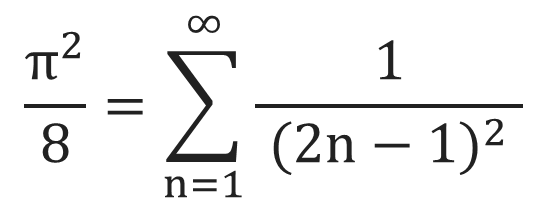 π²/8 = ∑_{n=1}^{∞} 1/(2n − 1)²